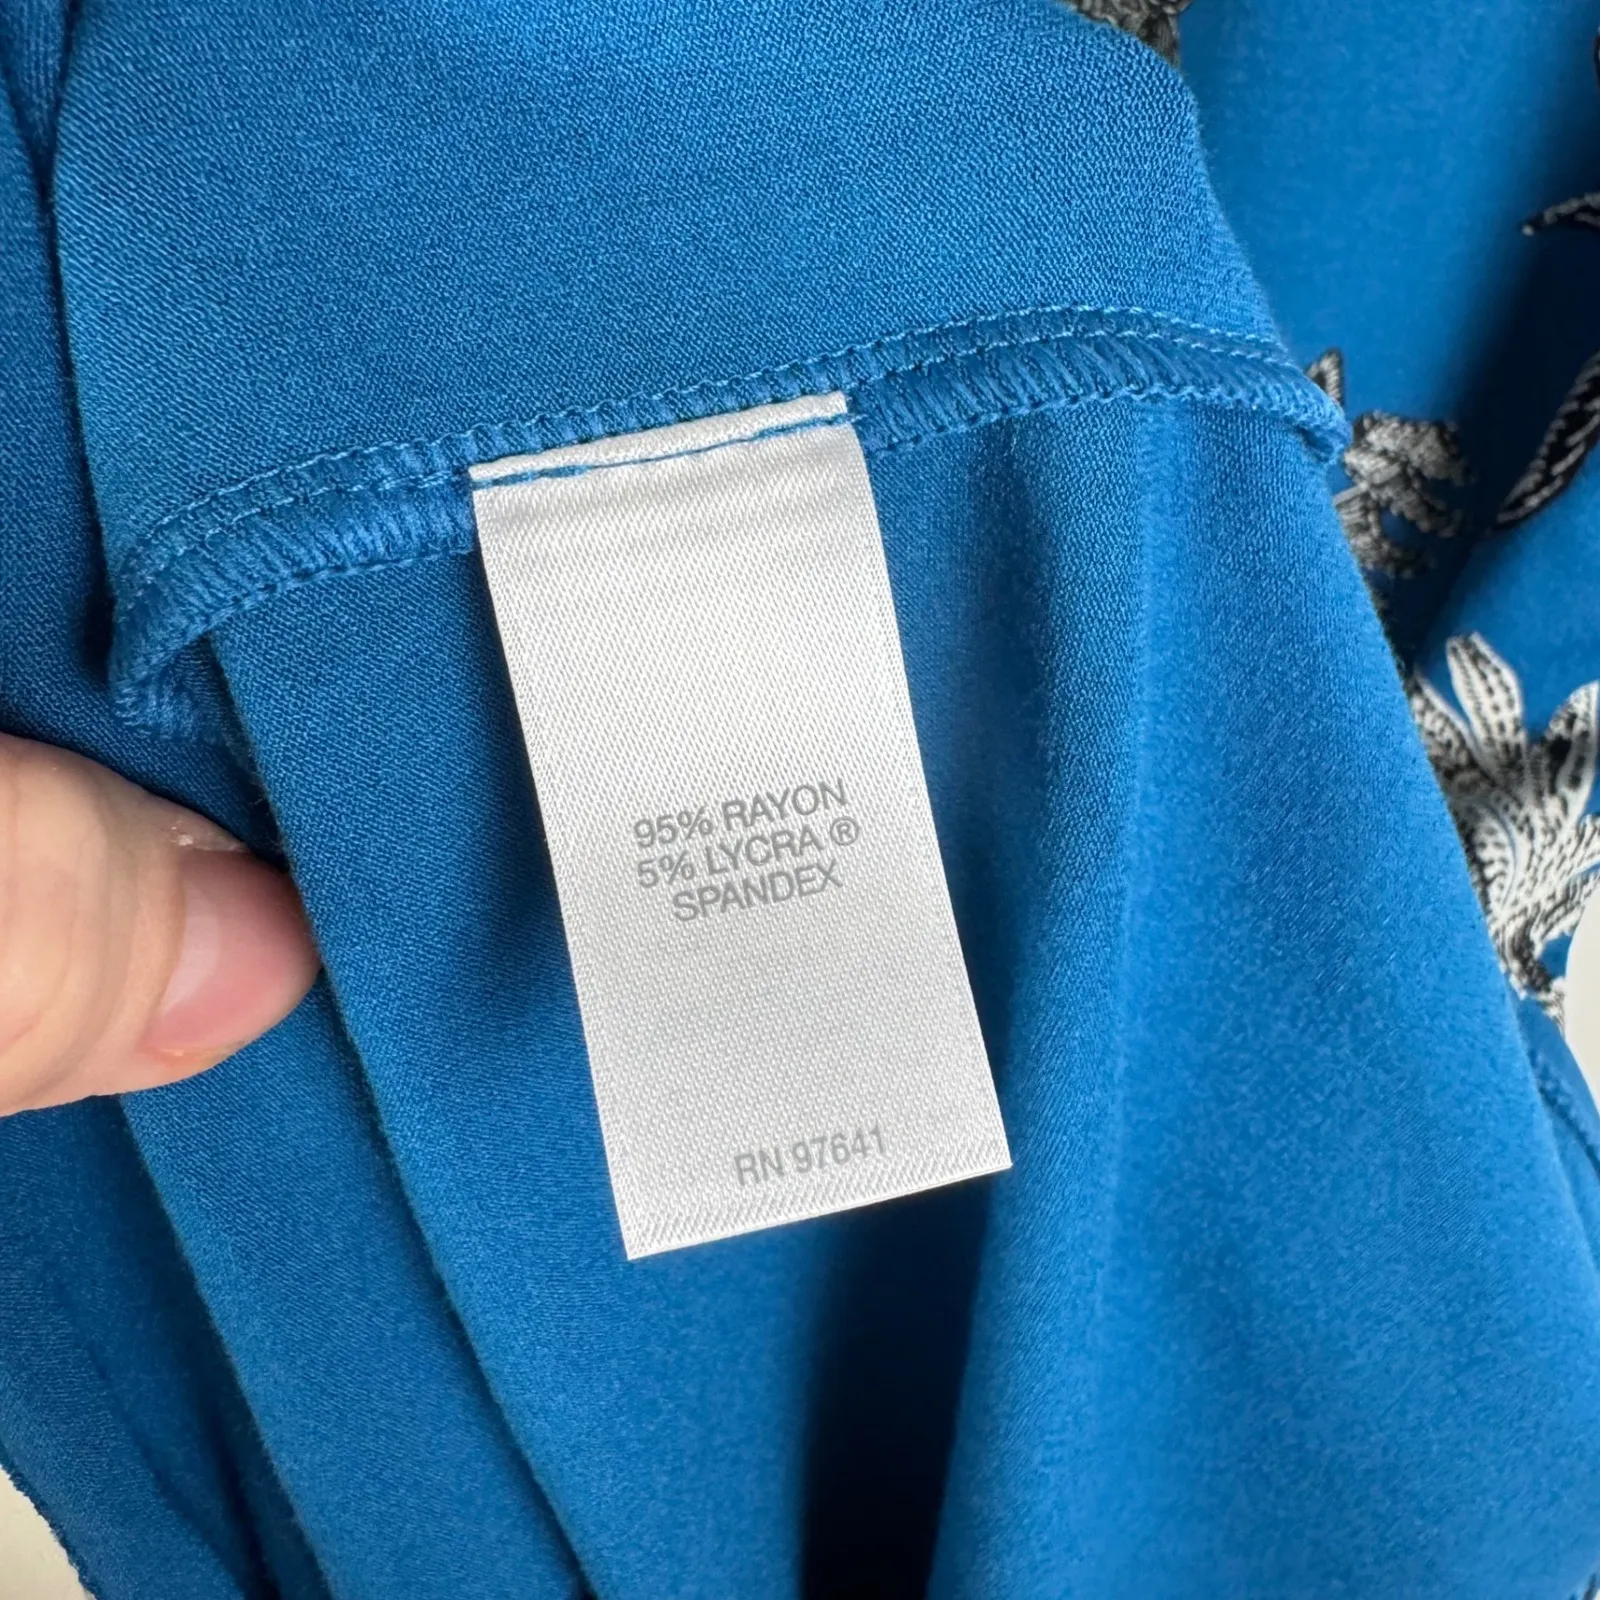 95% RAYON
5% LYCRA ®
SPANDEX
RN 97641